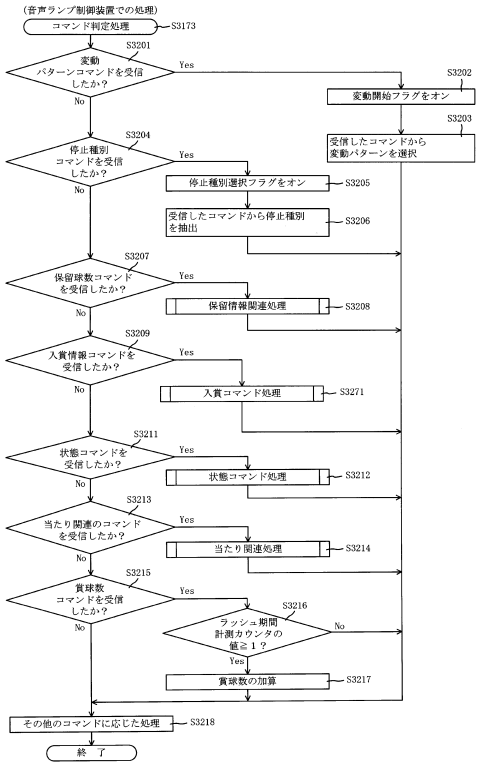 (音声ランプ制御装置での処理)
コマンド判定処理
S3173
S3201
変動
パターンコマンドを受信
したか?
Yes
No
S3202
変動開始フラグをオン
S3203
受信したコマンドから
変動パターンを選択
S3204
停止種別
コマンドを受信
したか?
Yes
No
停止種別選択フラグをオン
S3205
受信したコマンドから停止種別
を抽出
S3206
S3207
保留球数コマンド
を受信したか?
Yes
No
保留情報関連処理
S3208
S3209
入賞情報コマンドを
受信したか?
Yes
No
入賞コマンド処理
S3271
S3211
状態コマンドを
受信したか?
Yes
No
状態コマンド処理
S3212
S3213
当たり関連のコマンド
を受信したか?
Yes
No
当たり関連処理
S3214
S3215
賞球数
コマンドを受信
したか?
Yes
No
S3216
ラッシュ期間
計測カウンタの
値≧1?
No
Yes
賞球数の加算
S3217
その他のコマンドに応じた処理
S3218
終 了